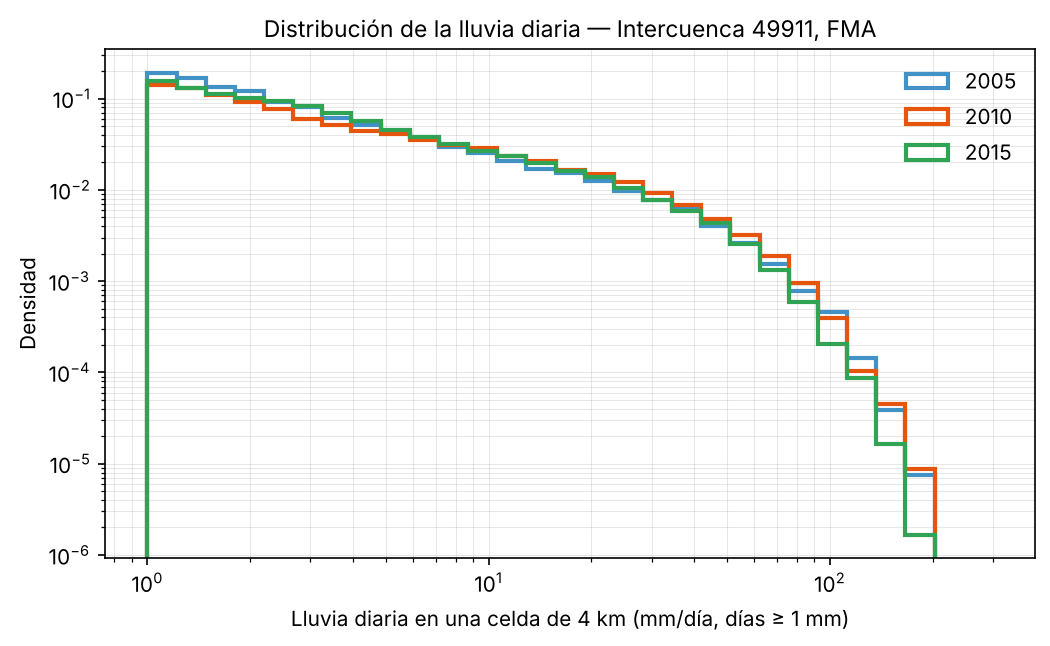 Distribución de la lluvia diaria — Intercuenca 49911, FMA
2005
2010
2015
Densidad
10⁻¹
10⁻²
10⁻³
10⁻⁴
10⁻⁵
10⁻⁶
10⁰ 10¹ 10²
Lluvia diaria en una celda de 4 km (mm/día, días ≥ 1 mm)